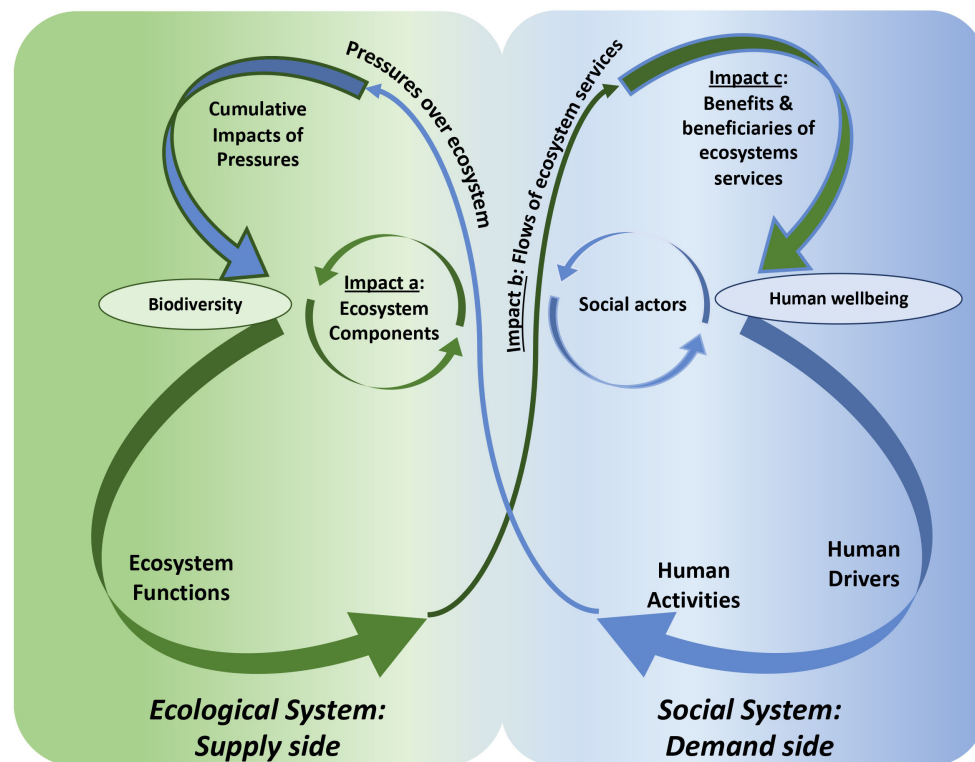 Pressures over ecosystem
Cumulative
Impacts of
Pressures
Biodiversity
Impact a:
Ecosystem
Components
Ecosystem
Functions
Ecological System:
Supply side
Impact b: Flows of ecosystem services
Impact c:
Benefits &
beneficiaries of
ecosystems
services
Social actors
Human wellbeing
Human
Activities
Human
Drivers
Social System:
Demand side